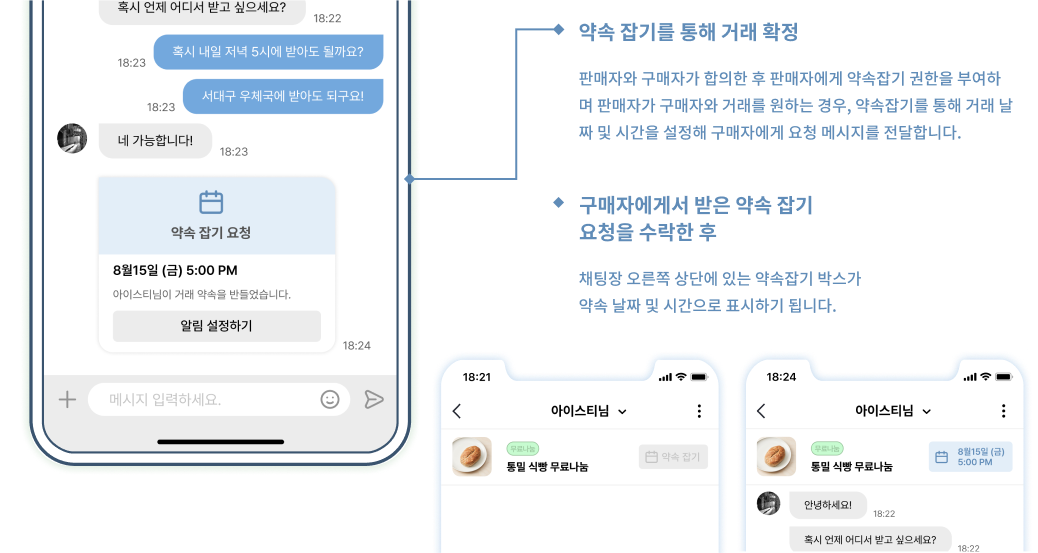 혹시 언제 어디서 받고 싶으세요?
18:22
혹시 내일 저녁 5시에 받아도 될까요?
18:23
서대구 우체국에 받아도 되구요!
18:23
네 가능합니다!
18:23
약속 잡기 요청
8월15일 (금) 5:00 PM
아이스티님이 거래 약속을 반들었습니다.
알림 설정하기
18:24
메시지 입력하세요.
약속 잡기를 통해 거래 확정
판매자와 구매자가 합의한 후 판매자에게 약속잡기 권한을 부여하
며 판매자가 구매자와 거래를 원하는 경우, 약속잡기를 통해 거래 날
짜 및 시간을 설정해 구매자에게 요청 메시지를 전달합니다.
구매자에게서 받은 약속 잡기
요청을 수락한 후
채팅장 오른쪽 상단에 있는 약속잡기 박스가
약속 날짜 및 시간으로 표시하기 됩니다.
18:21
아이스티님
무료나눔
통밀 식빵 무료나눔
약속 잡기
18:24
아이스티님
무료나눔
통밀 식빵 무료나눔
8월15일 (금)
5:00 PM
안녕하세요!
18:22
혹시 언제 어디서 받고 싶으세요?
18:22